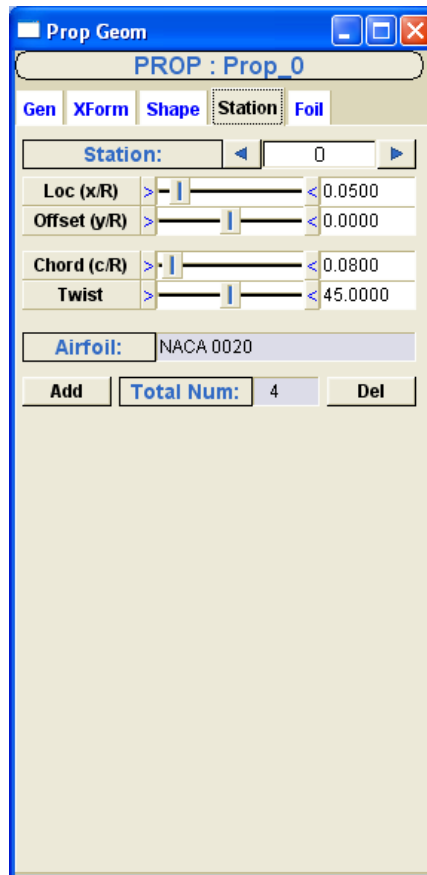 Prop Geom
PROP : Prop_0
Gen XForm Shape Station Foil
Station: 0
Loc (x/R) > < 0.0500
Offset (y/R) > < 0.0000
Chord (c/R) > < 0.0800
Twist > < 45.0000
Airfoil: NACA 0020
Add Total Num: 4 Del